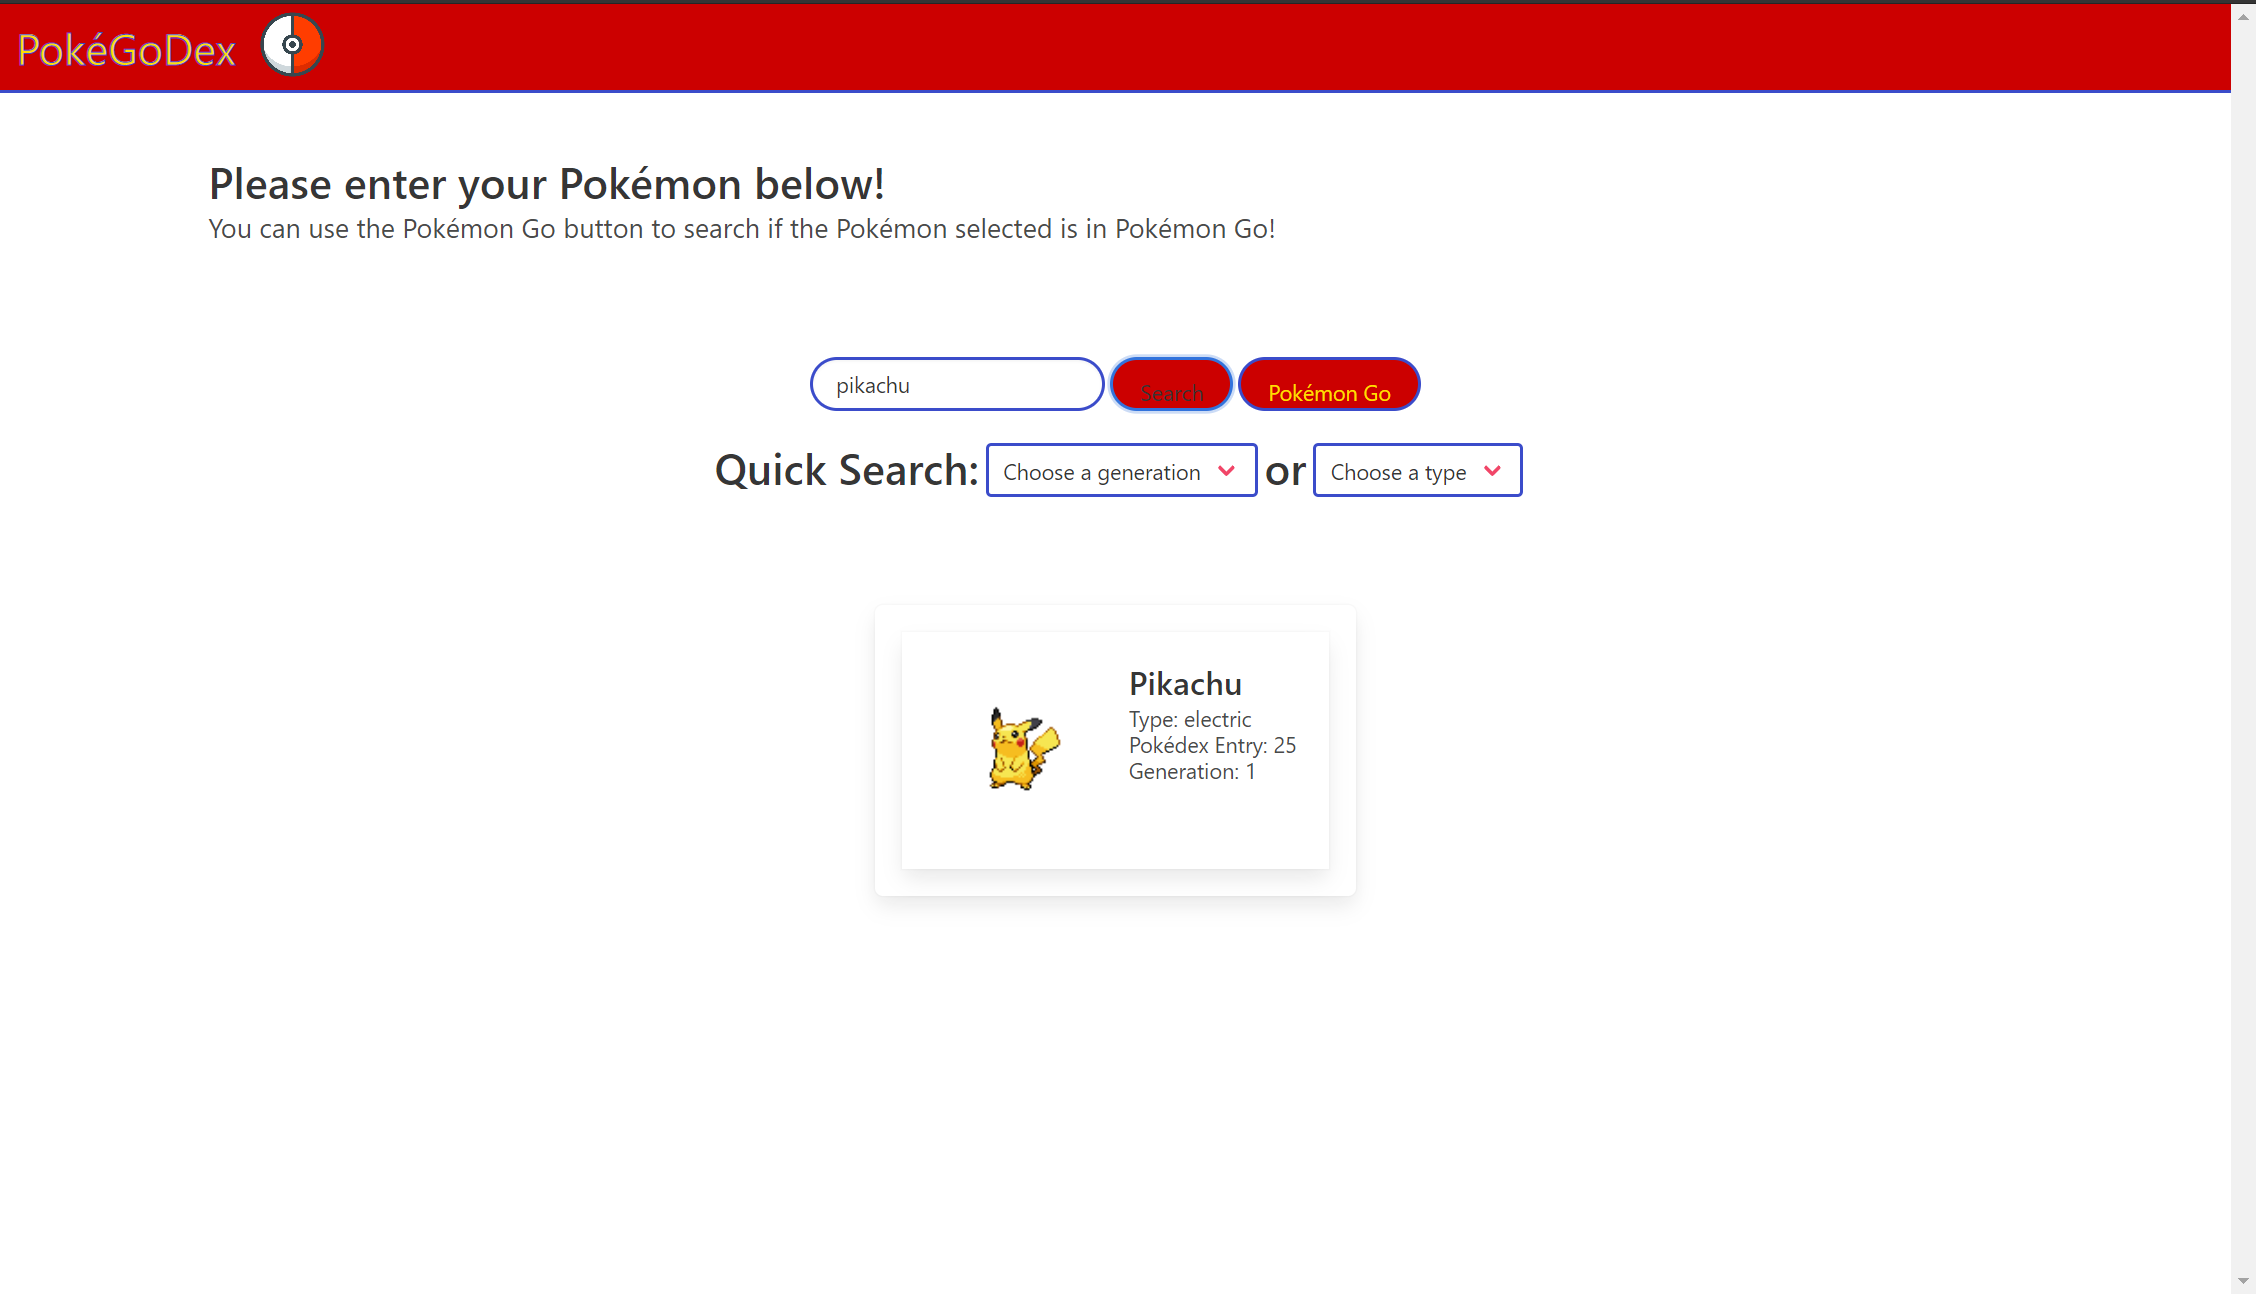 PokéGoDex
Please enter your Pokémon below!
You can use the Pokémon Go button to search if the Pokémon selected is in Pokémon Go!
pikachu Search Pokémon Go
Quick Search: Choose a generation or Choose a type
Pikachu
Type: electric
Pokédex Entry: 25
Generation: 1